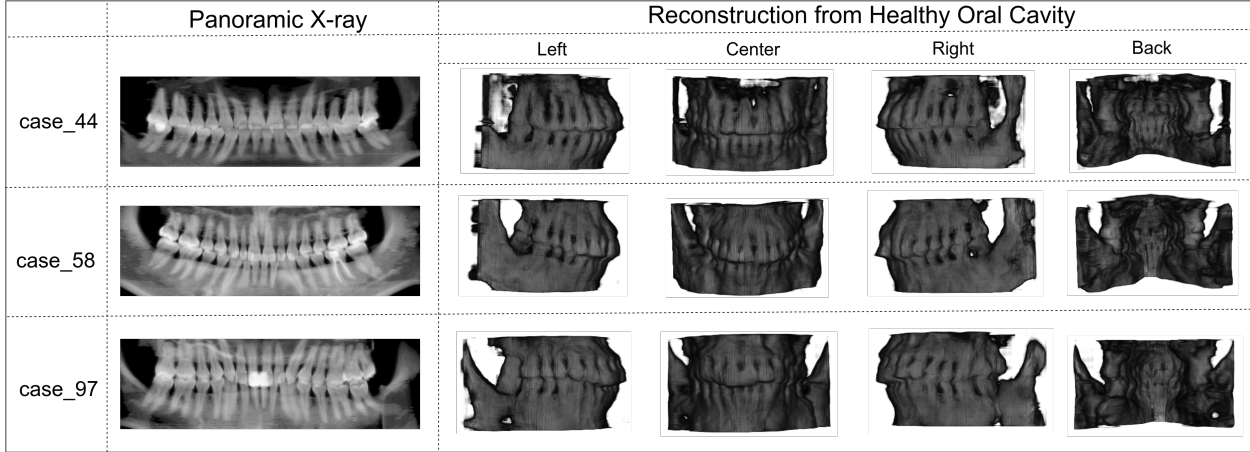 Panoramic X-ray
Reconstruction from Healthy Oral Cavity
Left Center Right Back
case_44
case_58
case_97